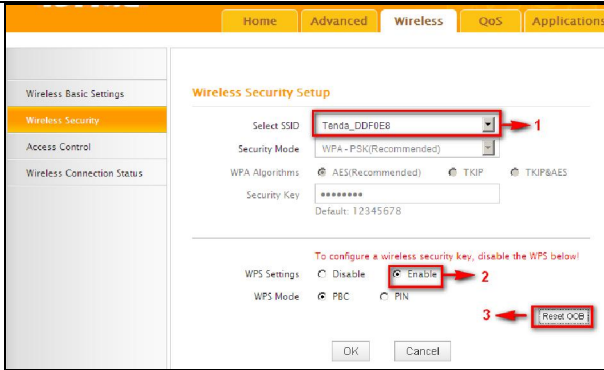 Home Advanced Wireless QoS Applications
Wireless Basic Settings
Wireless Security
Access Control
Wireless Connection Status
Wireless Security Setup
Select SSID Tenda_DDF0E8 1
Security Mode WPA-PSK(Recommended)
WPA Algorithms AES(Recommended) TKIP TKIP&AES
Security Key ********
Default: 12345678
To configure a wireless security key, disable the WPS below!
WPS Settings Disable Enable 2
WPS Mode PBC PIN
3 Reset OOB
OK Cancel